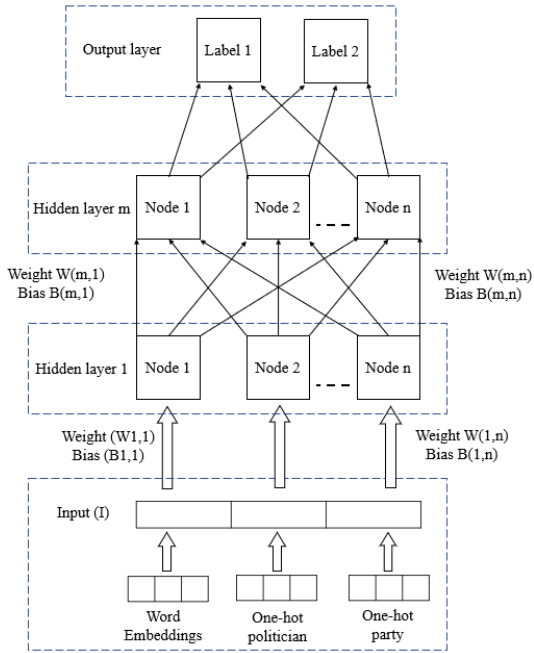 Output layer
Label 1
Label 2
Hidden layer m
Node 1
Node 2
Node n
Weight W(m,1)
Bias B(m,1)
Weight W(m,n)
Bias B(m,n)
Hidden layer 1
Node 1
Node 2
Node n
Weight (W1,1)
Bias (B1,1)
Weight W(1,n)
Bias B(1,n)
Input (I)
Word
Embeddings
One-hot
politician
One-hot
party